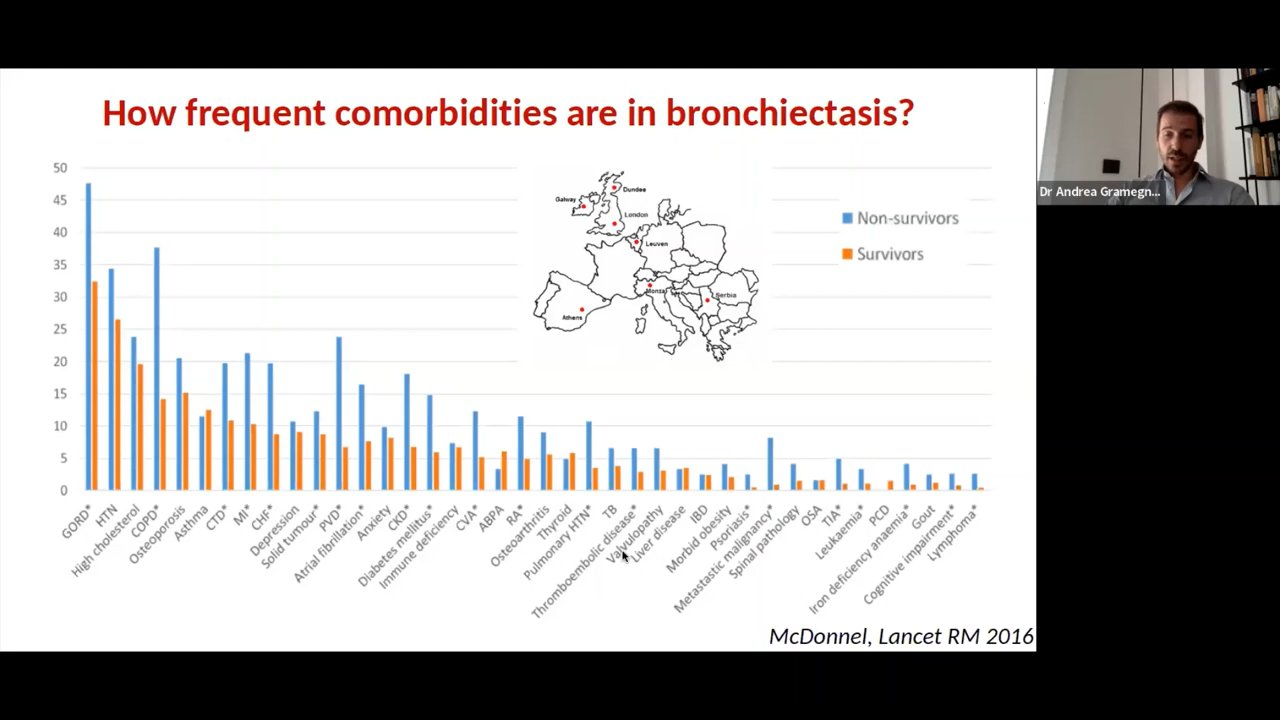 How frequent comorbidities are in bronchiectasis?
50
45
40
35
30
25
20
15
10
5
0
Dundee
Galway
London
Leuven
Monza
Serbia
Athens
Non-survivors
Survivors
GORD*
HTN
High cholesterol
COPD*
Osteoporosis
Asthma
CTD*
MI*
CHF*
Depression
Solid tumour*
PVD*
Atrial fibrillation*
Anxiety
CKD*
Diabetes mellitus*
Immune deficiency
CVA*
ABPA
RA*
Osteoarthritis
Thyroid
Pulmonary HTN*
TB
Thromboembolic disease*
Valvulopathy
Liver disease
IBD
Morbid obesity
Psoriasis*
Metastatic malignancy*
Spinal pathology
OSA
TIA*
Leukaemia*
PCD
Iron deficiency anaemia*
Gout
Cognitive impairment*
Lymphoma*
McDonnel, Lancet RM 2016
Dr Andrea Gramegn...